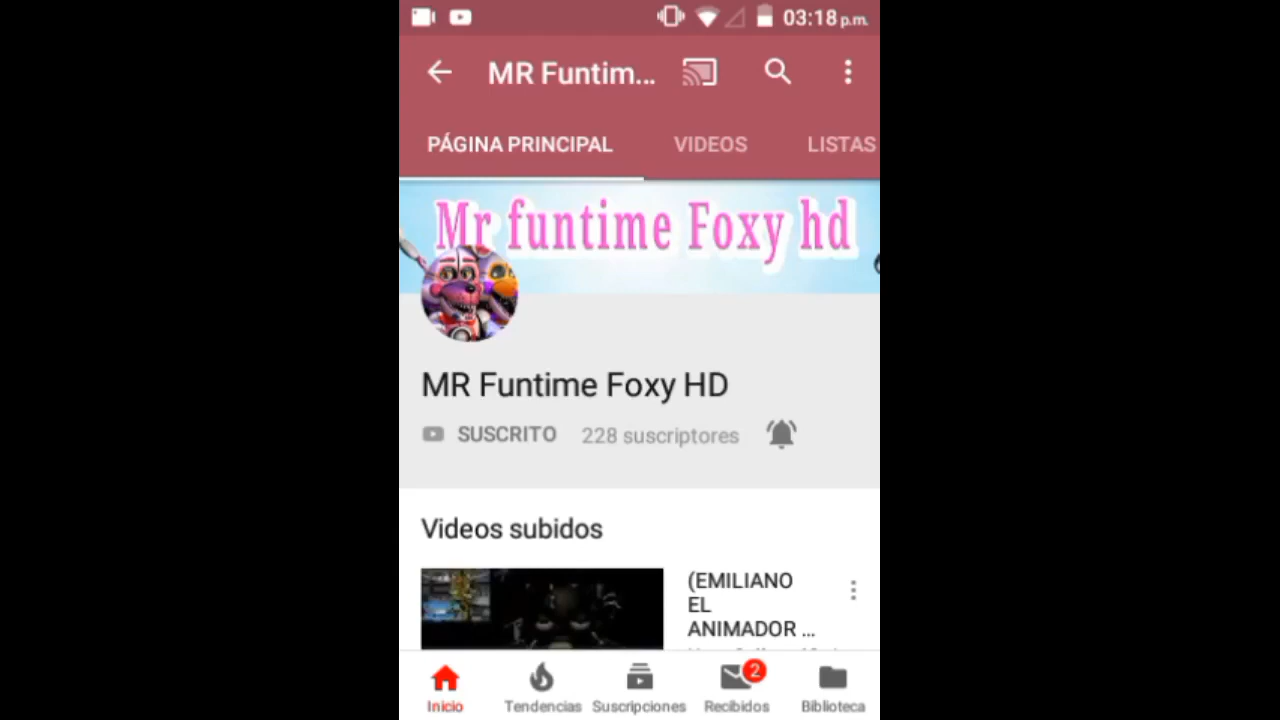 03:18 p.m.
MR Funtim...
PÁGINA PRINCIPAL VIDEOS LISTAS
Mr funtime Foxy hd
MR Funtime Foxy HD
SUSCRITO 228 suscriptores
Videos subidos
(EMILIANO
EL
ANIMADOR ...
2
Inicio Tendencias Suscripciones Recibidos Biblioteca